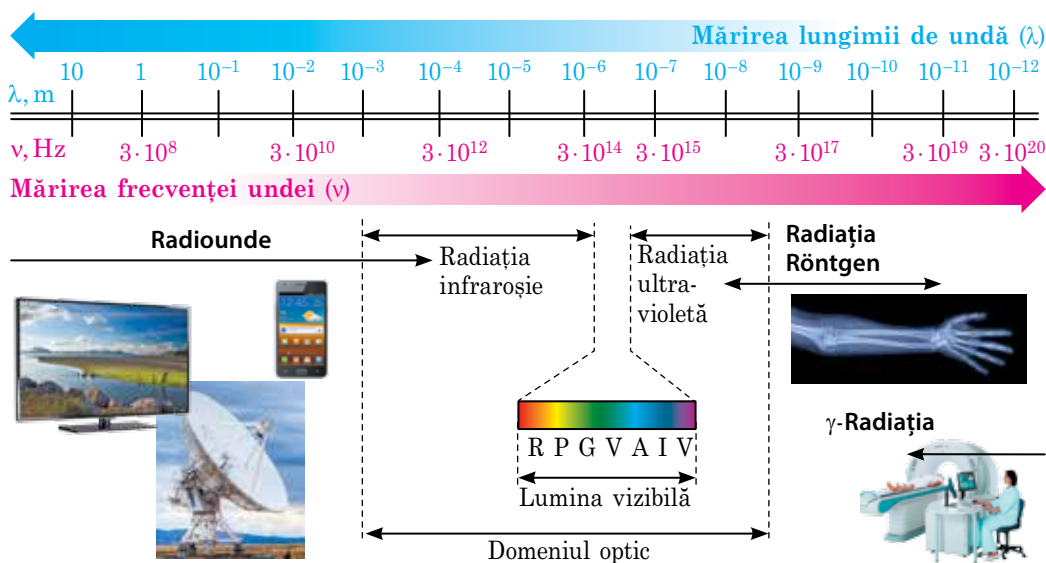 Mărirea lungimii de undă (λ)
10 1 10⁻¹ 10⁻² 10⁻³ 10⁻⁴ 10⁻⁵ 10⁻⁶ 10⁻⁷ 10⁻⁸ 10⁻⁹ 10⁻¹⁰ 10⁻¹¹ 10⁻¹²
λ, m
ν, Hz 3·10⁸ 3·10¹⁰ 3·10¹² 3·10¹⁴ 3·10¹⁵ 3·10¹⁷ 3·10¹⁹ 3·10²⁰
Mărirea frecvenței undei (ν)
Radiounde
Radiația
infraroșie
Radiația
ultra-
violetă
Radiația
Röntgen
R P G V A I V
Lumina vizibilă
Domeniul optic
γ-Radiația